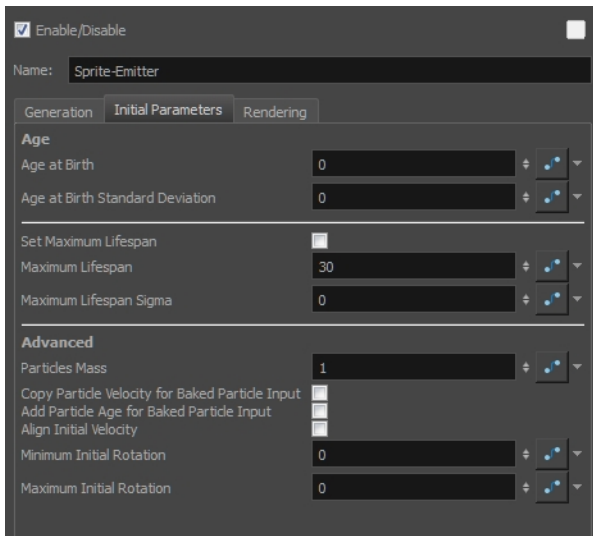 Enable/Disable
Name: Sprite-Emitter
Generation Initial Parameters Rendering
Age
Age at Birth 0
Age at Birth Standard Deviation 0
Set Maximum Lifespan
Maximum Lifespan 30
Maximum Lifespan Sigma 0
Advanced
Particles Mass 1
Copy Particle Velocity for Baked Particle Input
Add Particle Age for Baked Particle Input
Align Initial Velocity
Minimum Initial Rotation 0
Maximum Initial Rotation 0